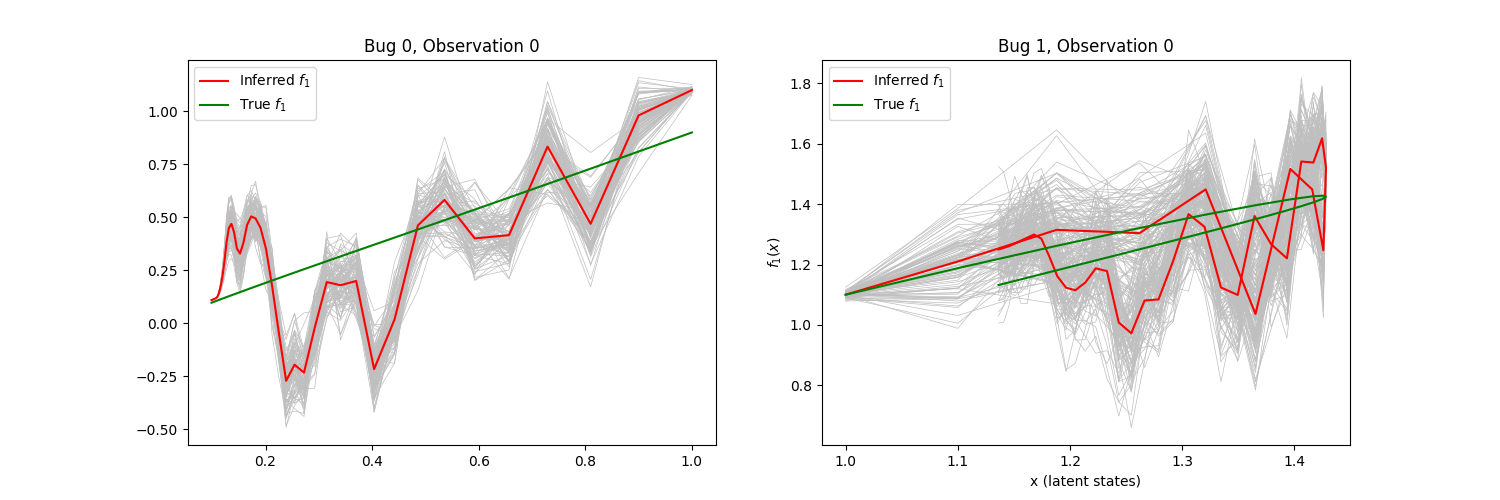 Bug 0, Observation 0
Inferred f₁
True f₁
1.00
0.75
0.50
0.25
0.00
−0.25
−0.50
0.2 0.4 0.6 0.8 1.0
Bug 1, Observation 0
Inferred f₁
True f₁
f₁(x)
1.8
1.6
1.4
1.2
1.0
0.8
1.0 1.1 1.2 1.3 1.4
x (latent states)